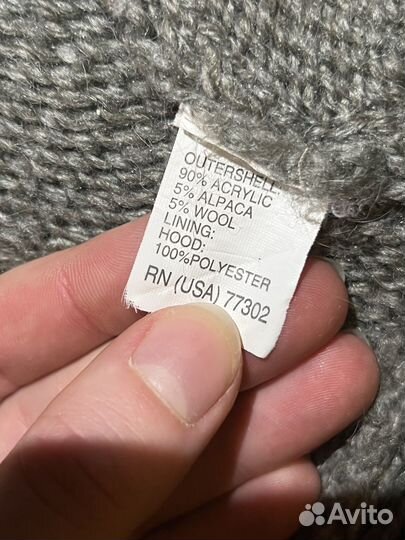 OUTERSHELL
90% ACRYLIC
5% ALPACA
5% WOOL
LINING:
HOOD:
100%POLYESTER
RN (USA) 77302
Avito